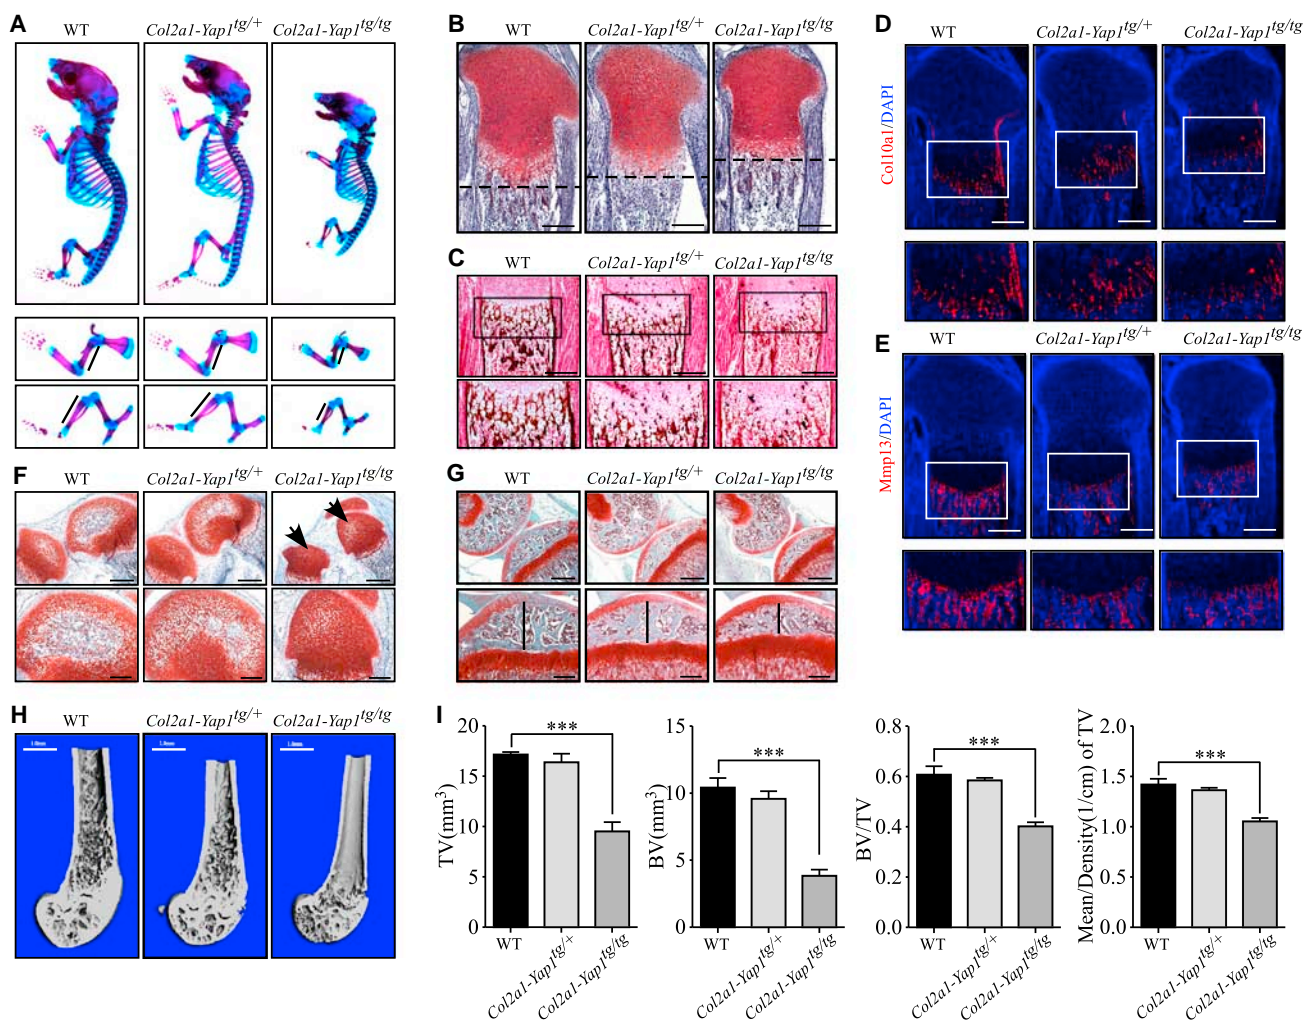 A
WT Col2a1-Yap1tg/+ Col2a1-Yap1tg/tg
B
WT Col2a1-Yap1tg/+ Col2a1-Yap1tg/tg
C
WT Col2a1-Yap1tg/+ Col2a1-Yap1tg/tg
D
WT Col2a1-Yap1tg/+ Col2a1-Yap1tg/tg
Col10a1/DAPI
E
WT Col2a1-Yap1tg/+ Col2a1-Yap1tg/tg
Mmp13/DAPI
F
WT Col2a1-Yap1tg/+ Col2a1-Yap1tg/tg
G
WT Col2a1-Yap1tg/+ Col2a1-Yap1tg/tg
H
WT Col2a1-Yap1tg/+ Col2a1-Yap1tg/tg
1.0mm 1.0mm 1.0mm
I
TV(mm3)
20
15
10
5
0
***
WT Col2a1-Yap1tg/+ Col2a1-Yap1tg/tg
BV(mm3)
15
10
5
0
***
WT Col2a1-Yap1tg/+ Col2a1-Yap1tg/tg
BV/TV
0.8
0.6
0.4
0.2
0.0
***
WT Col2a1-Yap1tg/+ Col2a1-Yap1tg/tg
Mean/Density(1/cm) of TV
2.0
1.5
1.0
0.5
0.0
***
WT Col2a1-Yap1tg/+ Col2a1-Yap1tg/tg